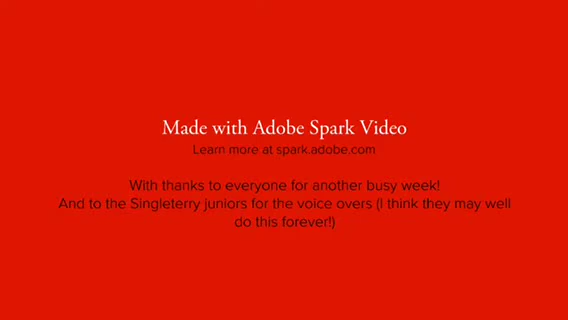 Made with Adobe Spark Video
Learn more at spark.adobe.com
With thanks to everyone for another busy week!
And to the Singleterry juniors for the voice overs (I think they may well
do this forever!)